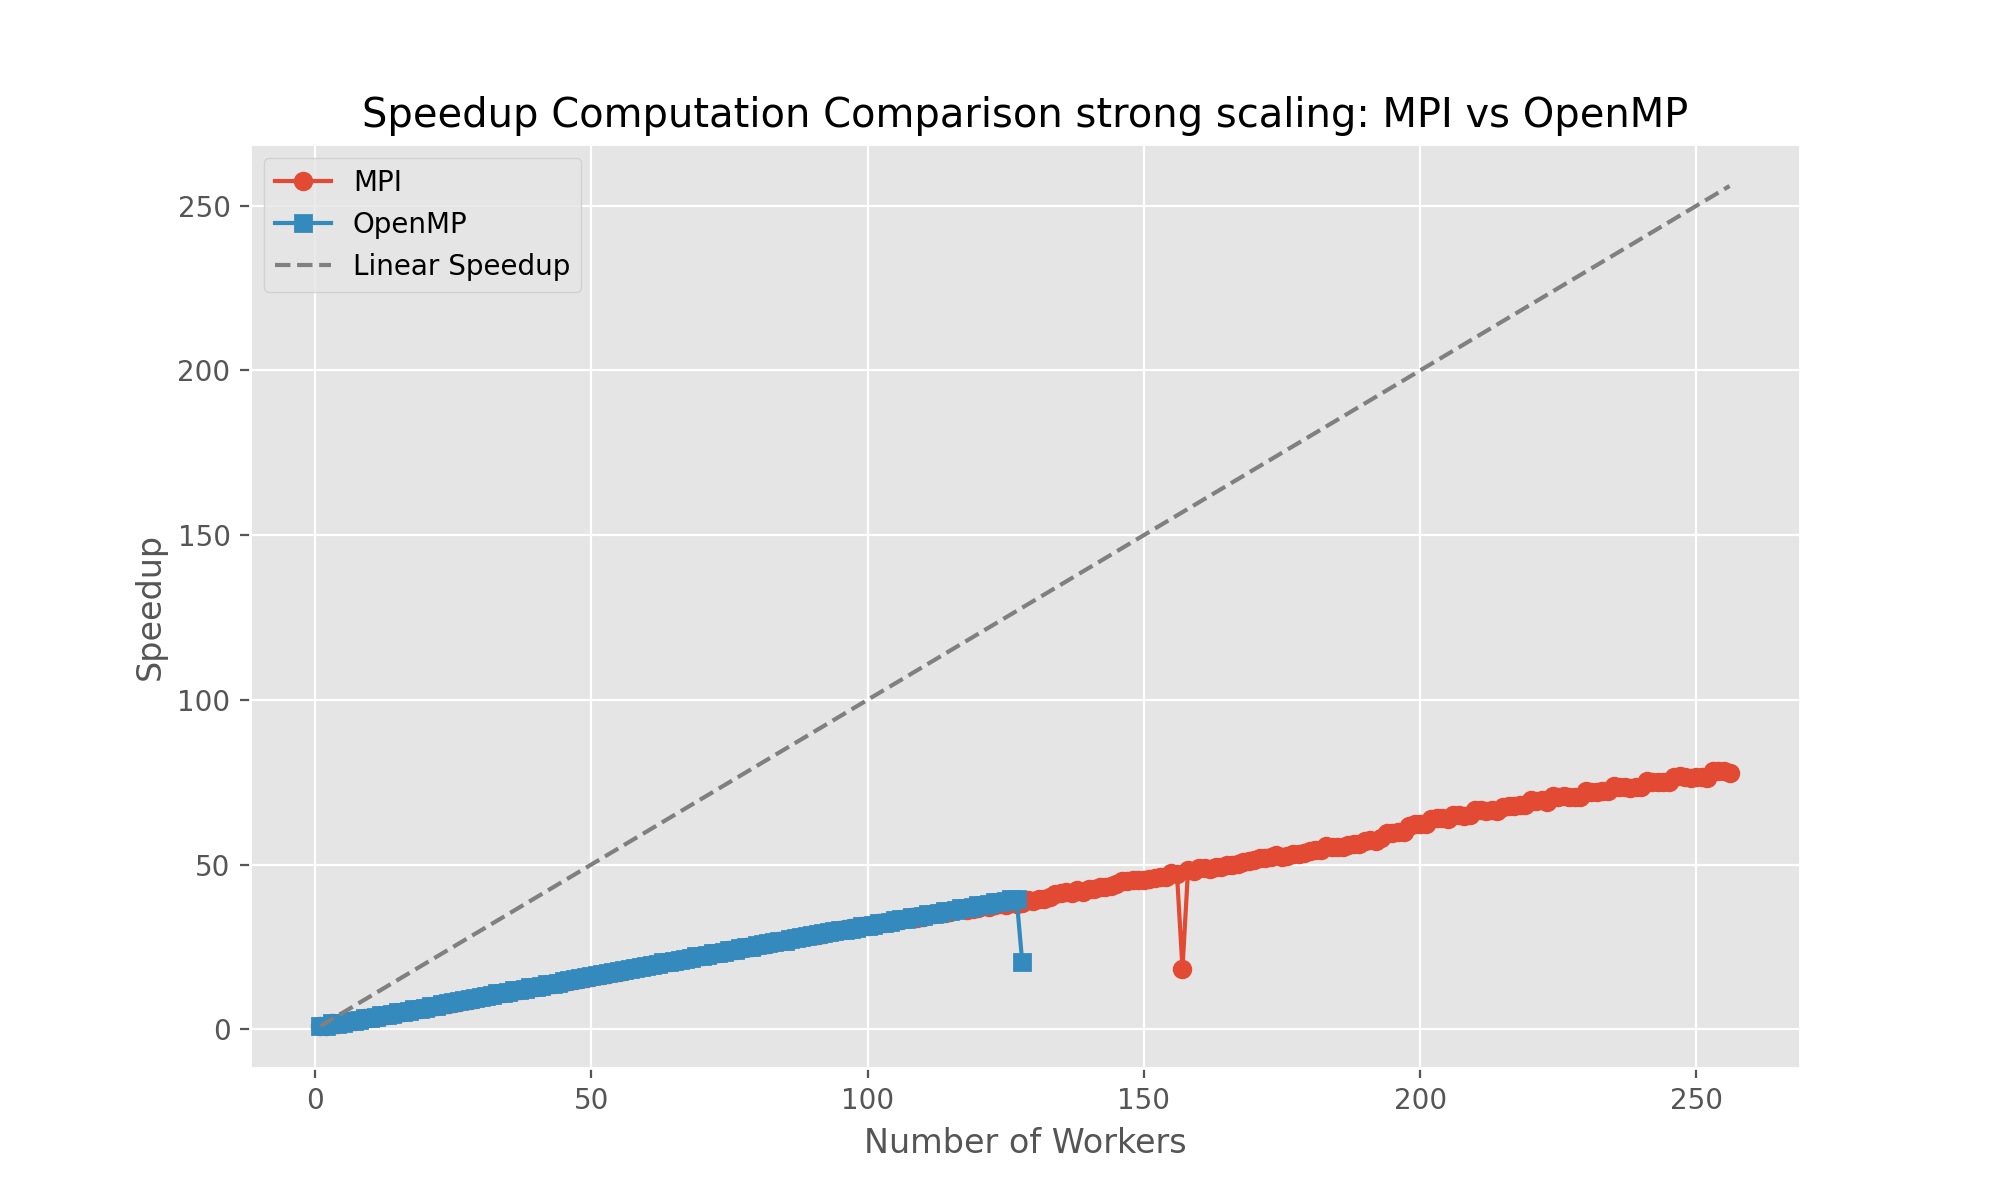 Speedup Computation Comparison strong scaling: MPI vs OpenMP
MPI
OpenMP
Linear Speedup
250
200
150
100
50
0
Speedup
0 50 100 150 200 250
Number of Workers